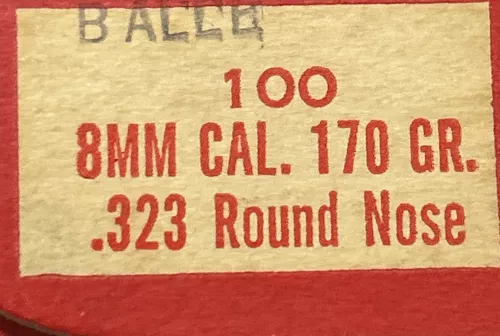 100
8MM CAL. 170 GR.
.323 Round Nose